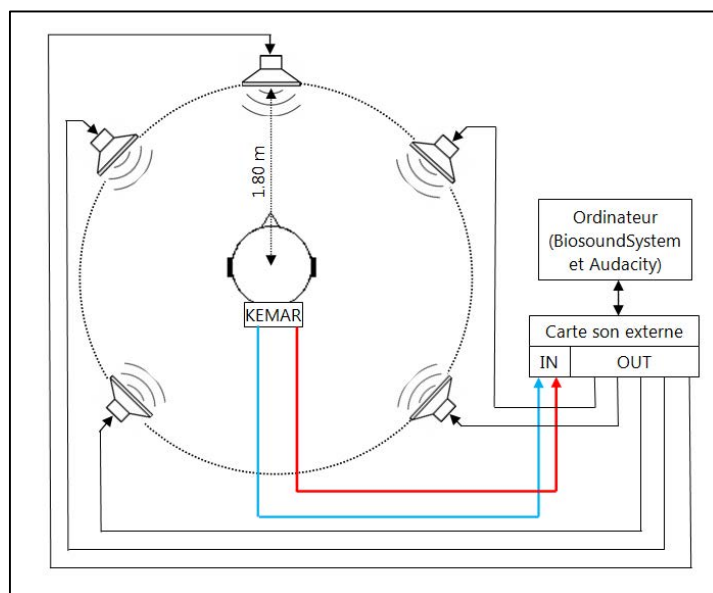 1.80 m
KEMAR
Ordinateur
(BiosoundSystem
et Audacity)
Carte son externe
IN OUT